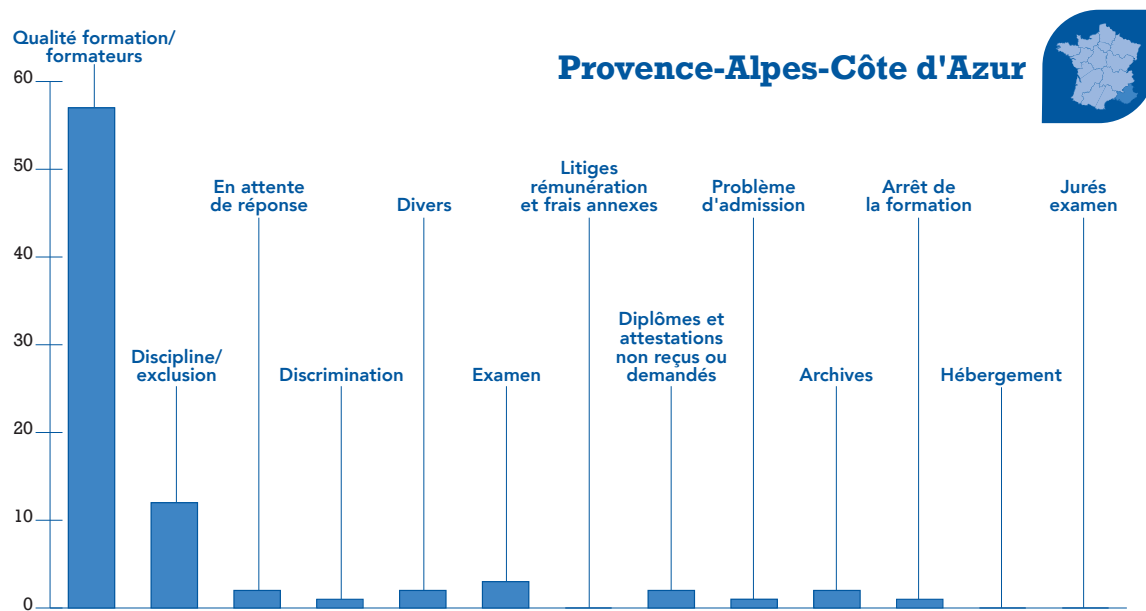 Provence-Alpes-Côte d'Azur
Qualité formation/
formateurs
Discipline/
exclusion
En attente
de réponse
Discrimination
Divers
Examen
Litiges
rémunération
et frais annexes
Diplômes et
attestations
non reçus ou
demandés
Problème
d'admission
Archives
Arrêt de
la formation
Hébergement
Jurés
examen
60
50
40
30
20
10
0